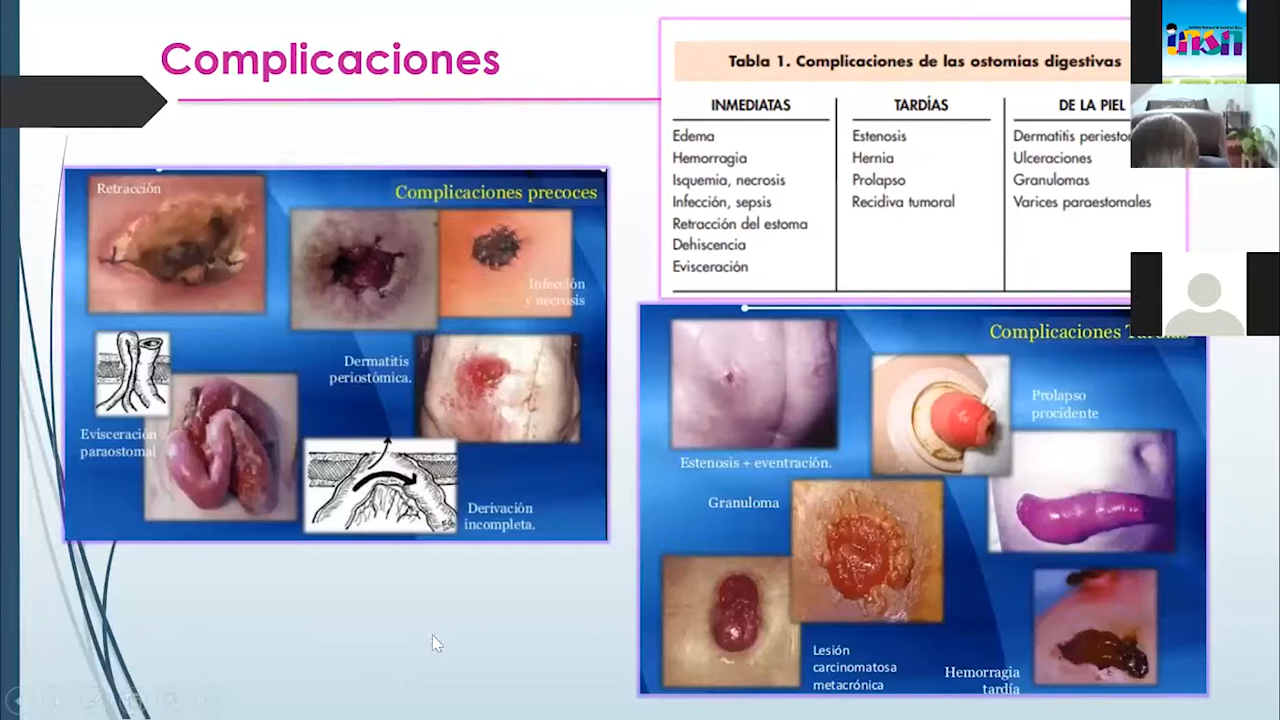 Complicaciones
Tabla 1. Complicaciones de las ostomías digestivas
INMEDIATAS
Edema
Hemorragia
Isquemia, necrosis
Infección, sepsis
Retracción del estoma
Dehiscencia
Evisceración
TARDÍAS
Estenosis
Hernia
Prolapso
Recidiva tumoral
DE LA PIEL
Dermatitis
Ulceraciones
Granulomas
Varices paraestomales
Complicaciones precoces
Retracción
Infección
y necrosis
Dermatitis
periostómica.
Evisceración
paraostomal
Derivación
incompleta.
Complicaciones
Estenosis + eventración.
Prolapso
procidente
Granuloma
Lesión
carcinomatosa
metacrónica
Hemorragia
tardía